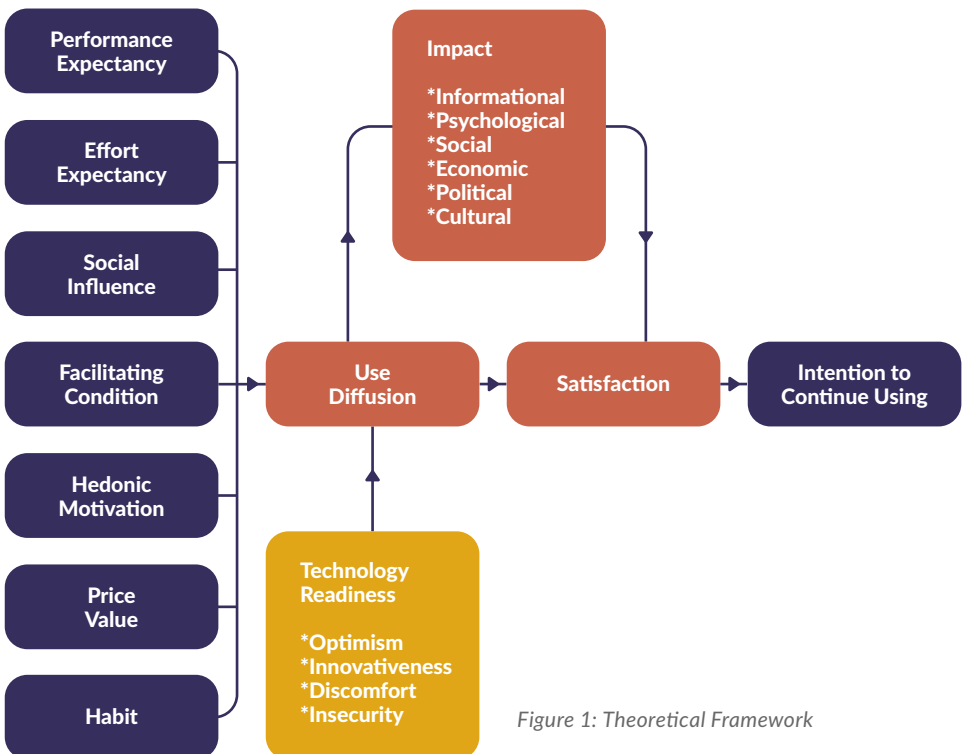 Performance
Expectancy
Effort
Expectancy
Social
Influence
Facilitating
Condition
Hedonic
Motivation
Price
Value
Habit
Impact
*Informational
*Psychological
*Social
*Economic
*Political
*Cultural
Use
Diffusion
Satisfaction
Intention to
Continue Using
Technology
Readiness
*Optimism
*Innovativeness
*Discomfort
*Insecurity
Figure 1: Theoretical Framework